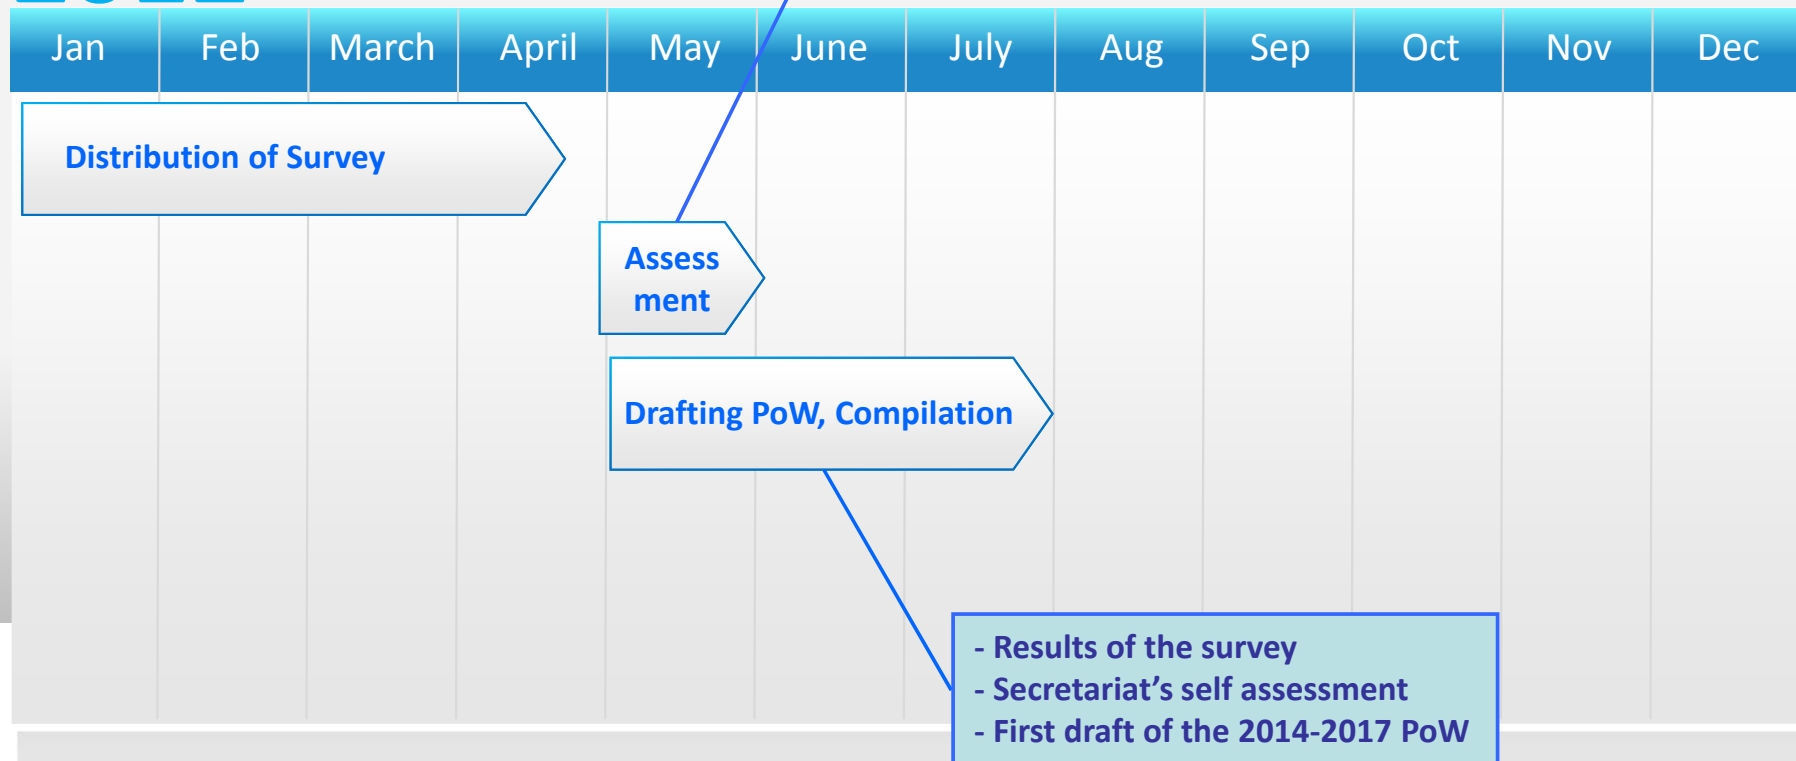 Jan Feb March April May June July Aug Sep Oct Nov Dec
Distribution of Survey
Assess
ment
Drafting PoW, Compilation
- Results of the survey
- Secretariat's self assessment
- First draft of the 2014-2017 PoW